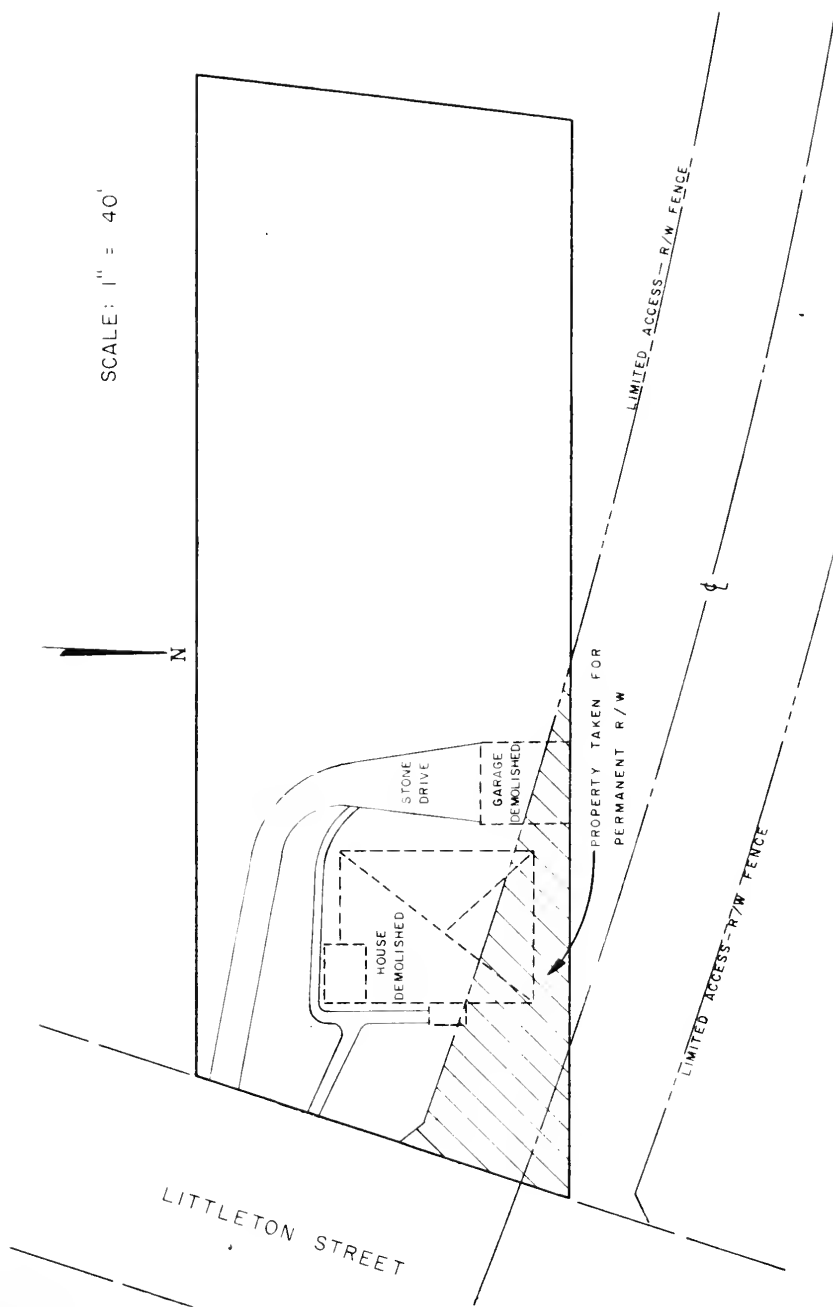 SCALE: 1" = 40'
LIMITED ACCESS — R/W FENCE
N
℄
STONE
DRIVE
GARAGE
DEMOLISHED
PROPERTY TAKEN FOR
PERMANENT R/W
HOUSE
DEMOLISHED
LIMITED ACCESS — R/W FENCE
LITTLETON STREET